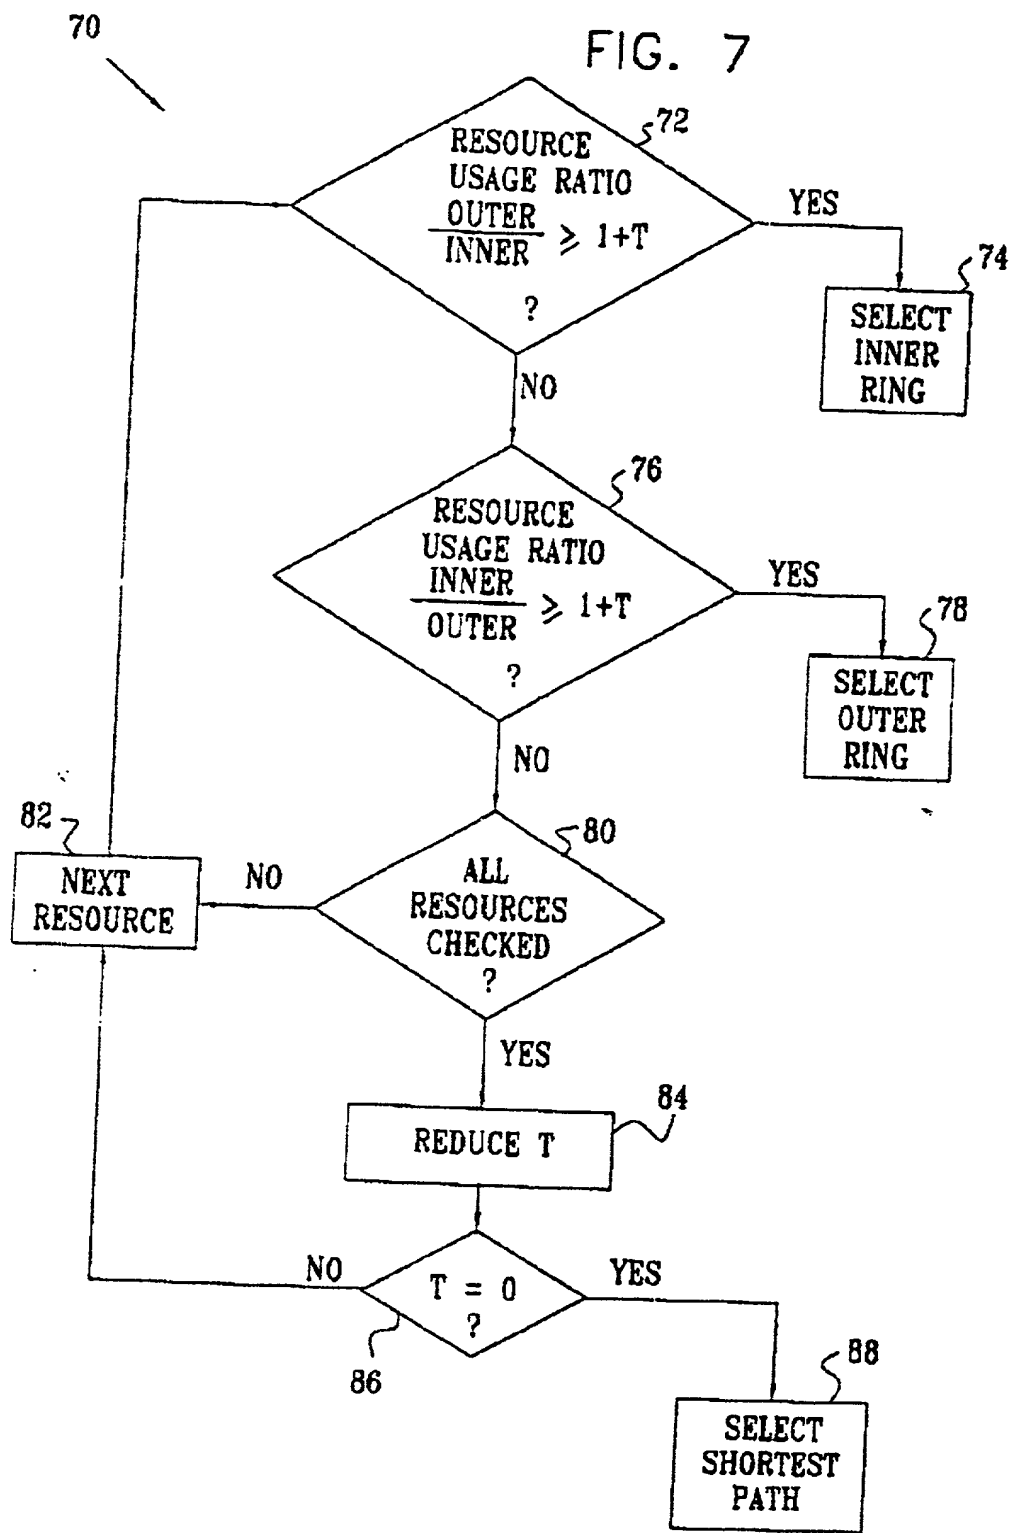 70
FIG. 7
72
RESOURCE
USAGE RATIO
OUTER
INNER ⩾ 1+T
?
YES
74
SELECT
INNER
RING
NO
76
RESOURCE
USAGE RATIO
INNER
OUTER ⩾ 1+T
?
YES
78
SELECT
OUTER
RING
NO
82
NEXT
RESOURCE
NO
80
ALL
RESOURCES
CHECKED
?
YES
84
REDUCE T
NO
T = 0
?
YES
86
88
SELECT
SHORTEST
PATH